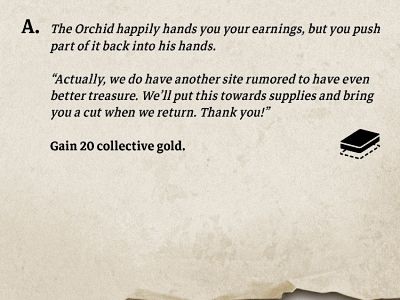 A. The Orchid happily hands you your earnings, but you push
part of it back into his hands.
“Actually, we do have another site rumored to have even
better treasure. We’ll put this towards supplies and bring
you a cut when we return. Thank you!”
Gain 20 collective gold.